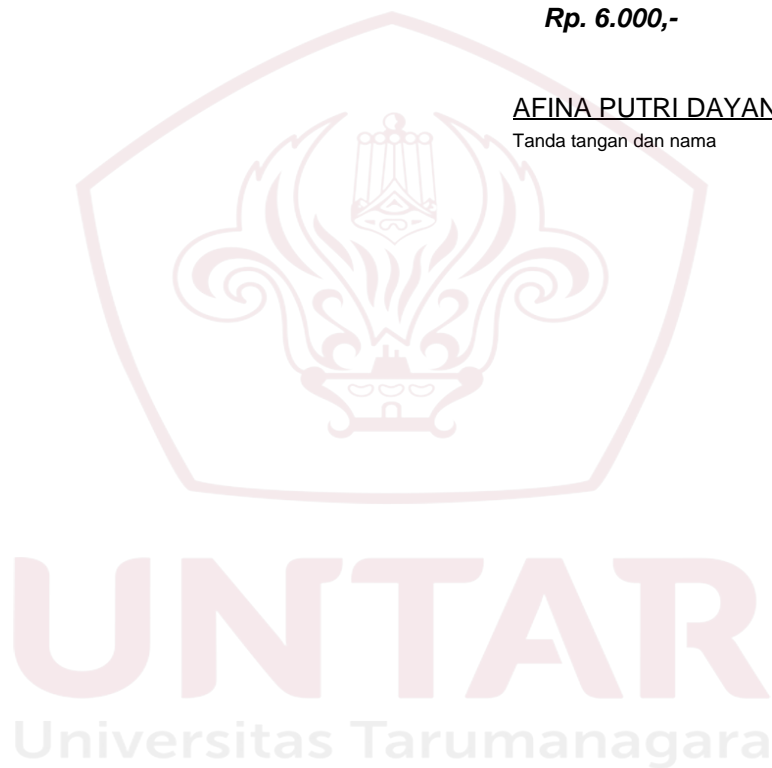 Rp. 6.000,-
AFINA PUTRI DAYAN
Tanda tangan dan nama
UNTAR
Universitas Tarumanagara